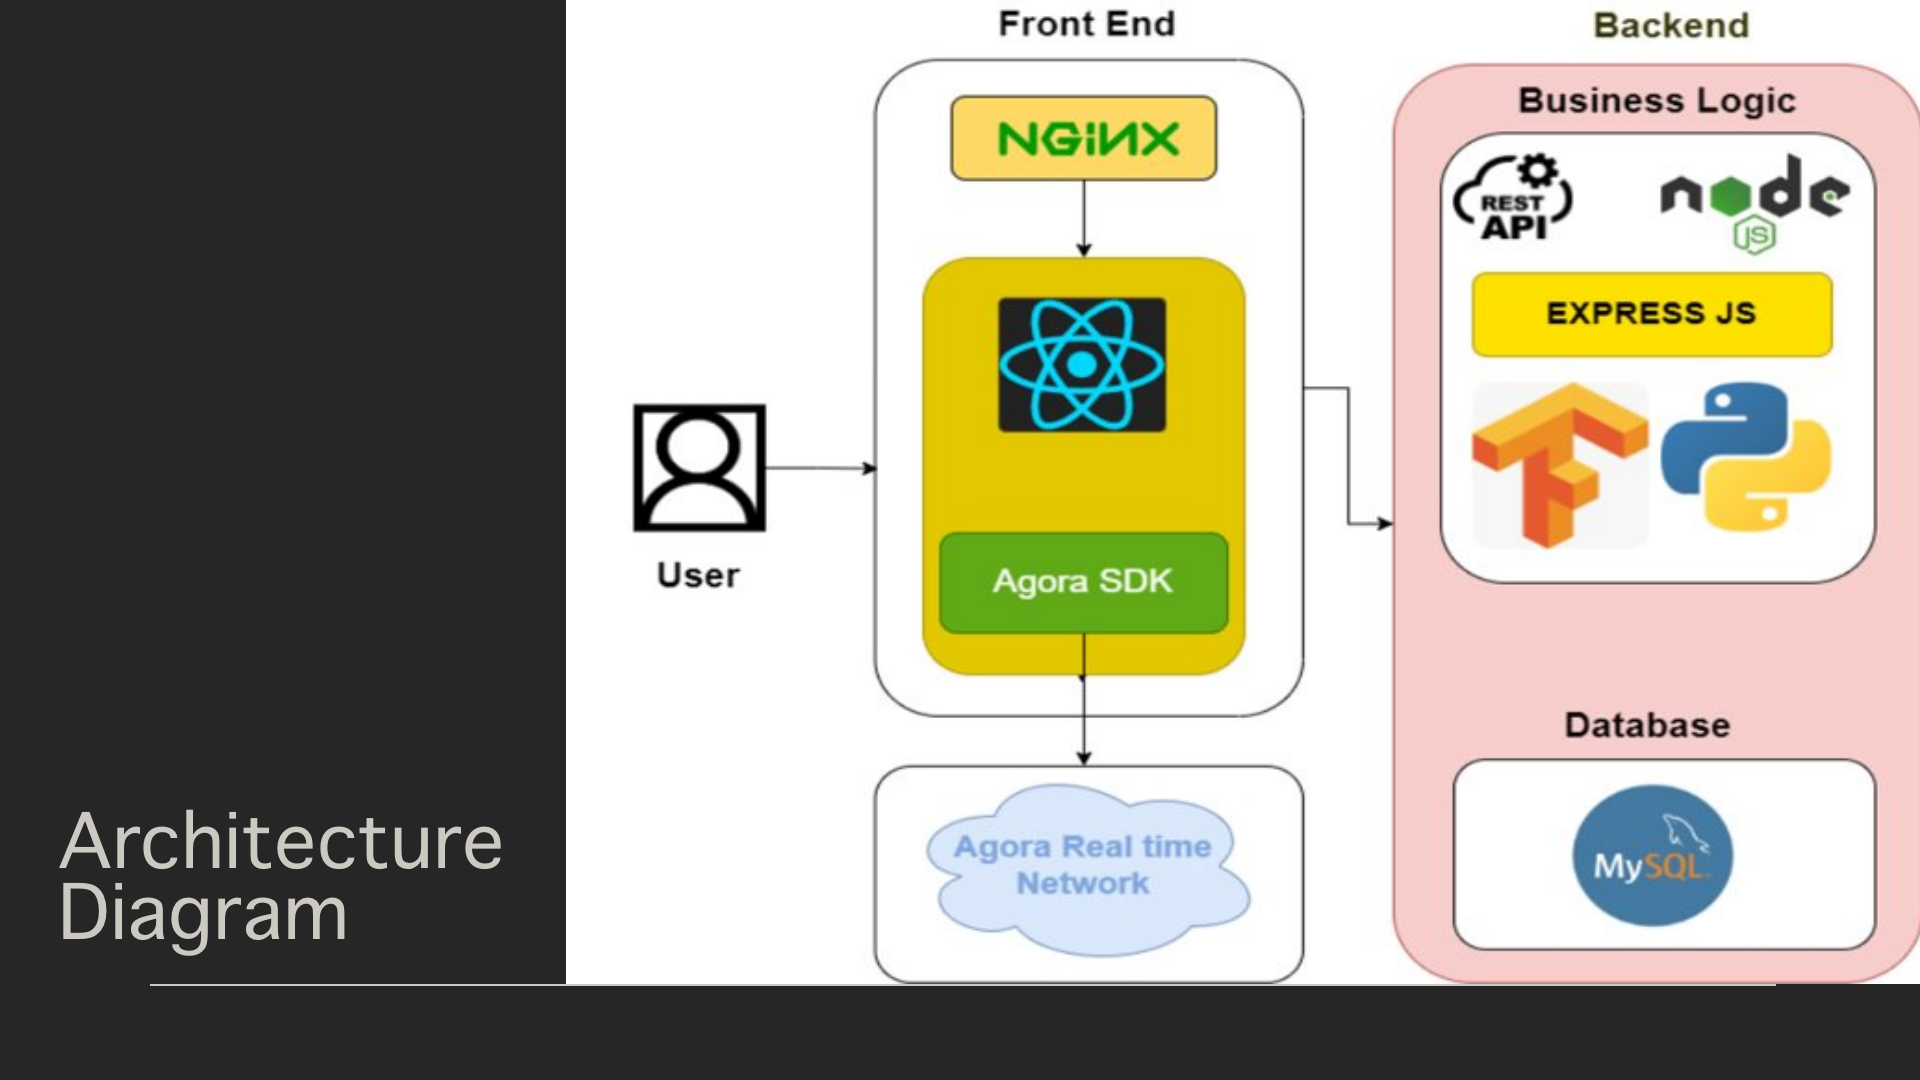 Architecture
Diagram
Front End
NGiNX
Agora SDK
User
Agora Real time
Network
Backend
Business Logic
REST
API
node
JS
EXPRESS JS
Database
MySQL